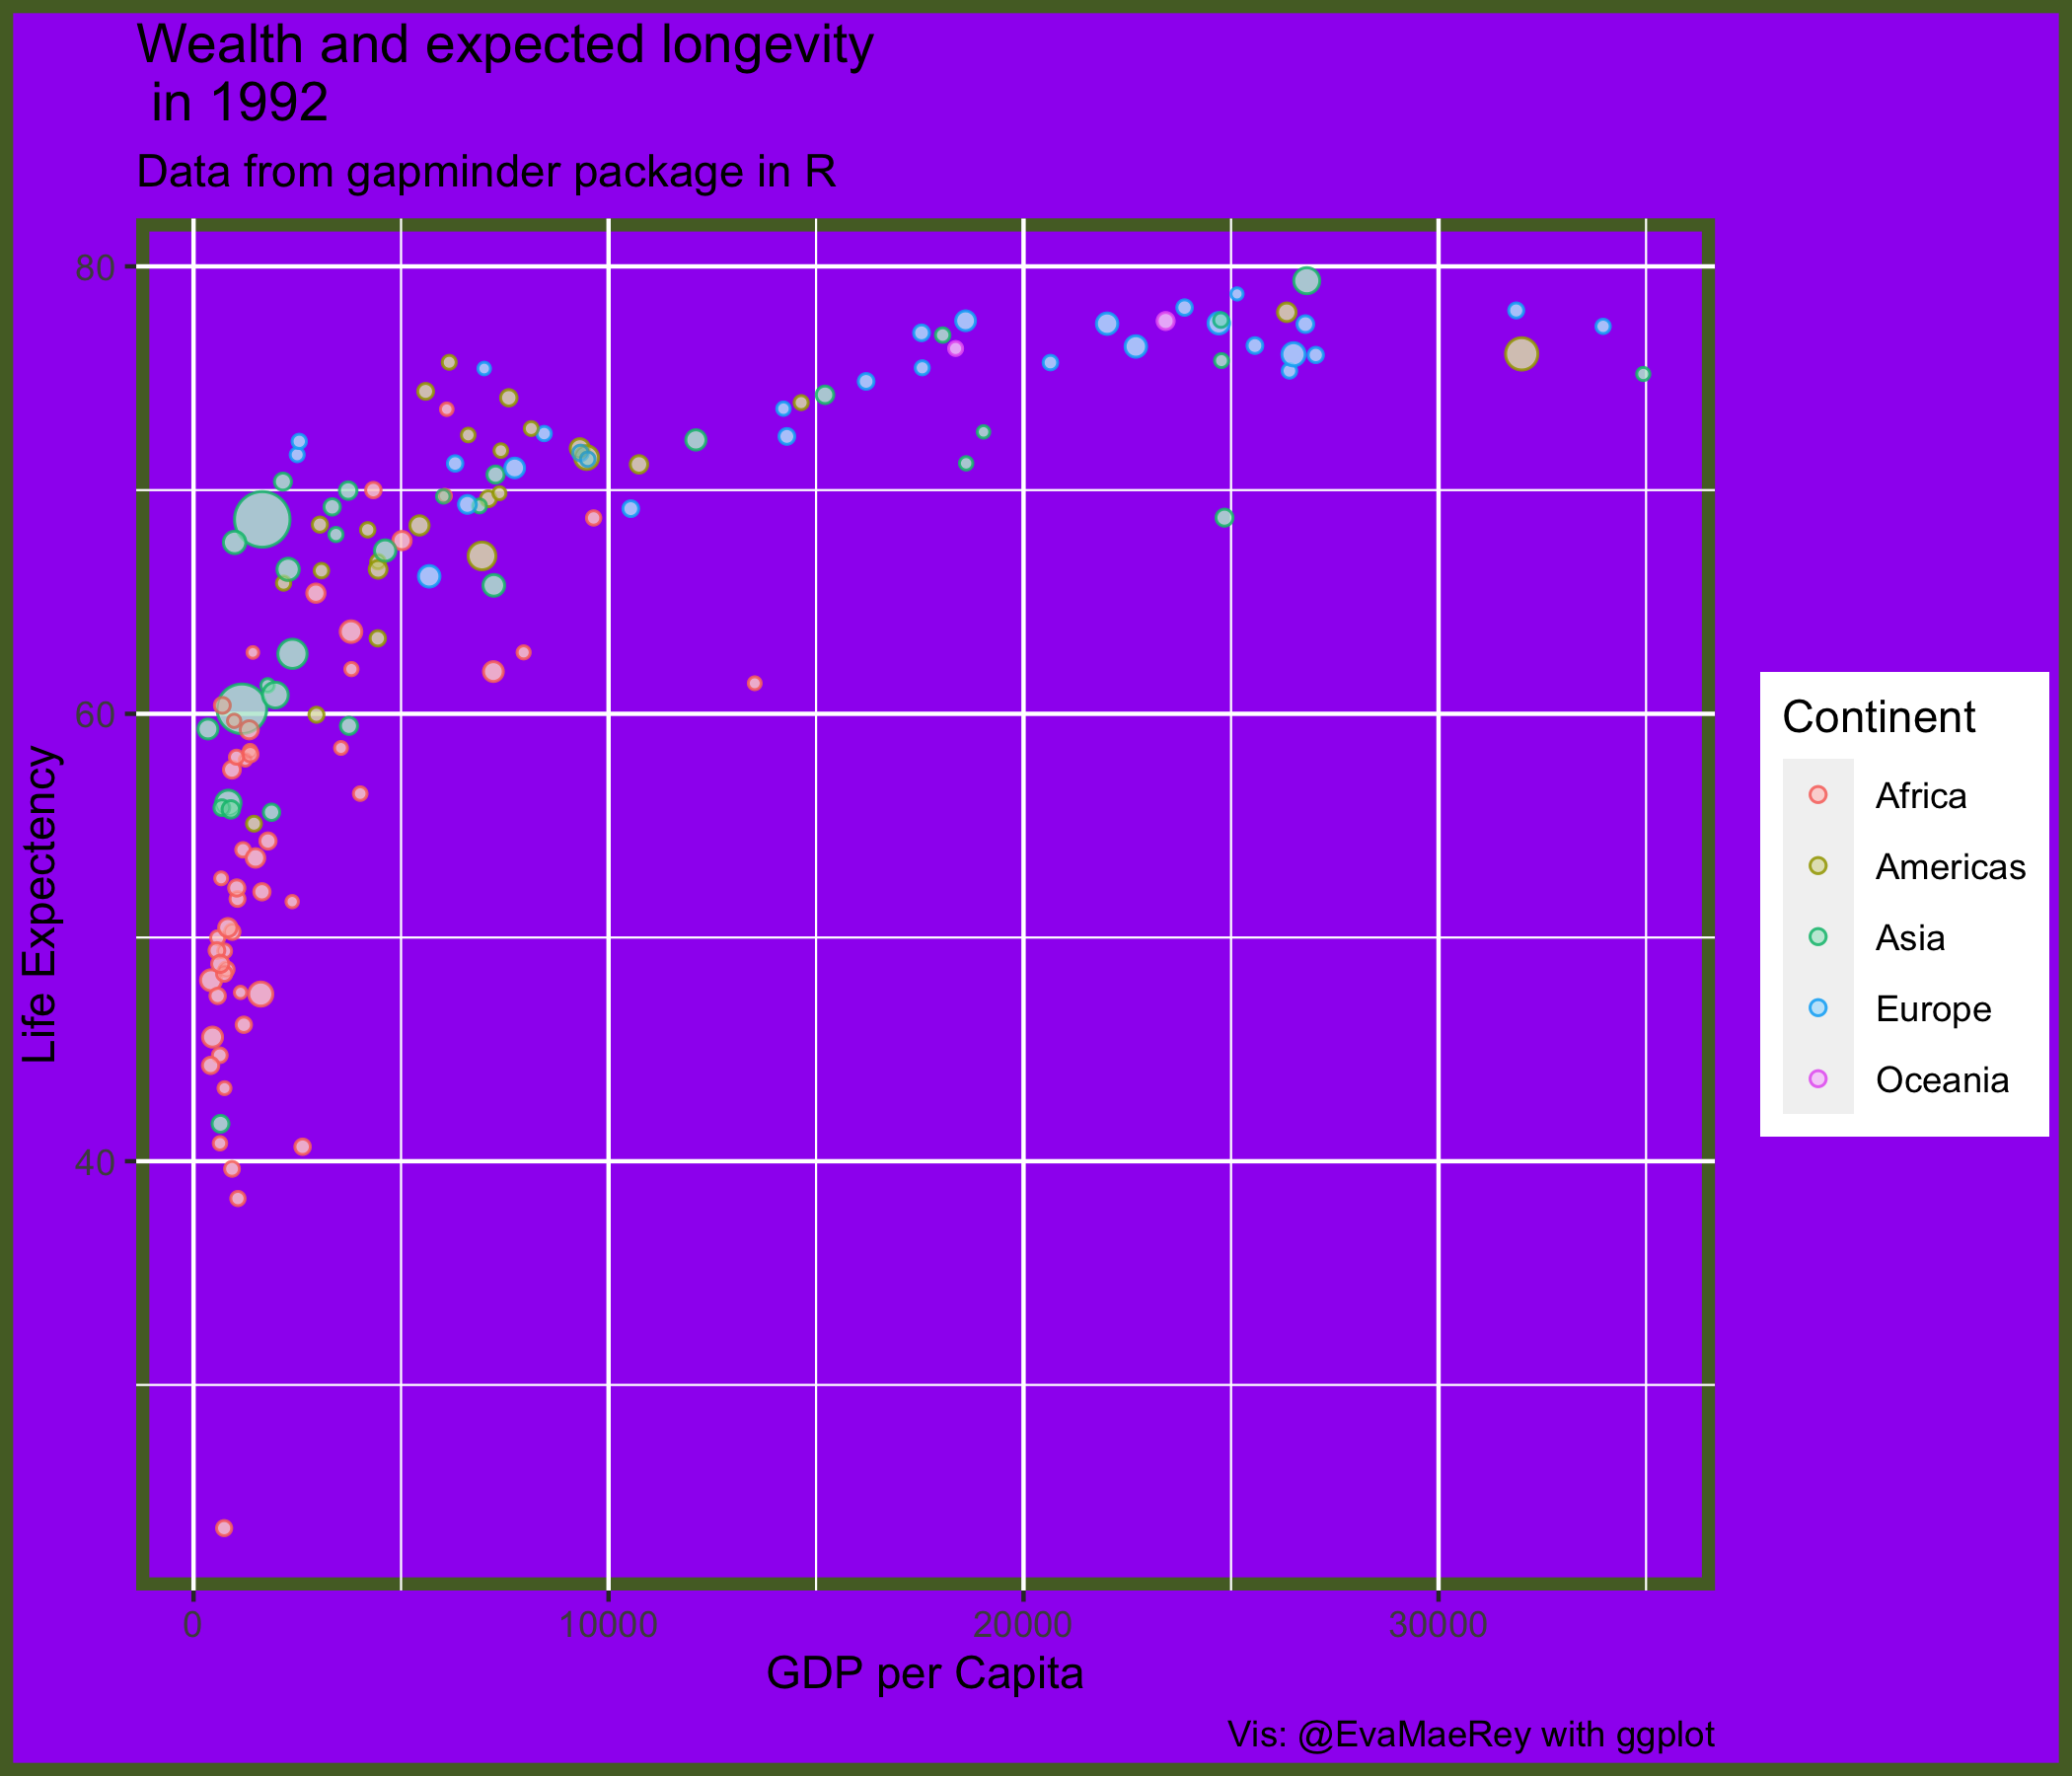 Wealth and expected longevity
in 1992
Data from gapminder package in R
80
60
40
Life Expectency
0
10000
20000
30000
GDP per Capita
Continent
Africa
Americas
Asia
Europe
Oceania
Vis: @EvaMaeRey with ggplot